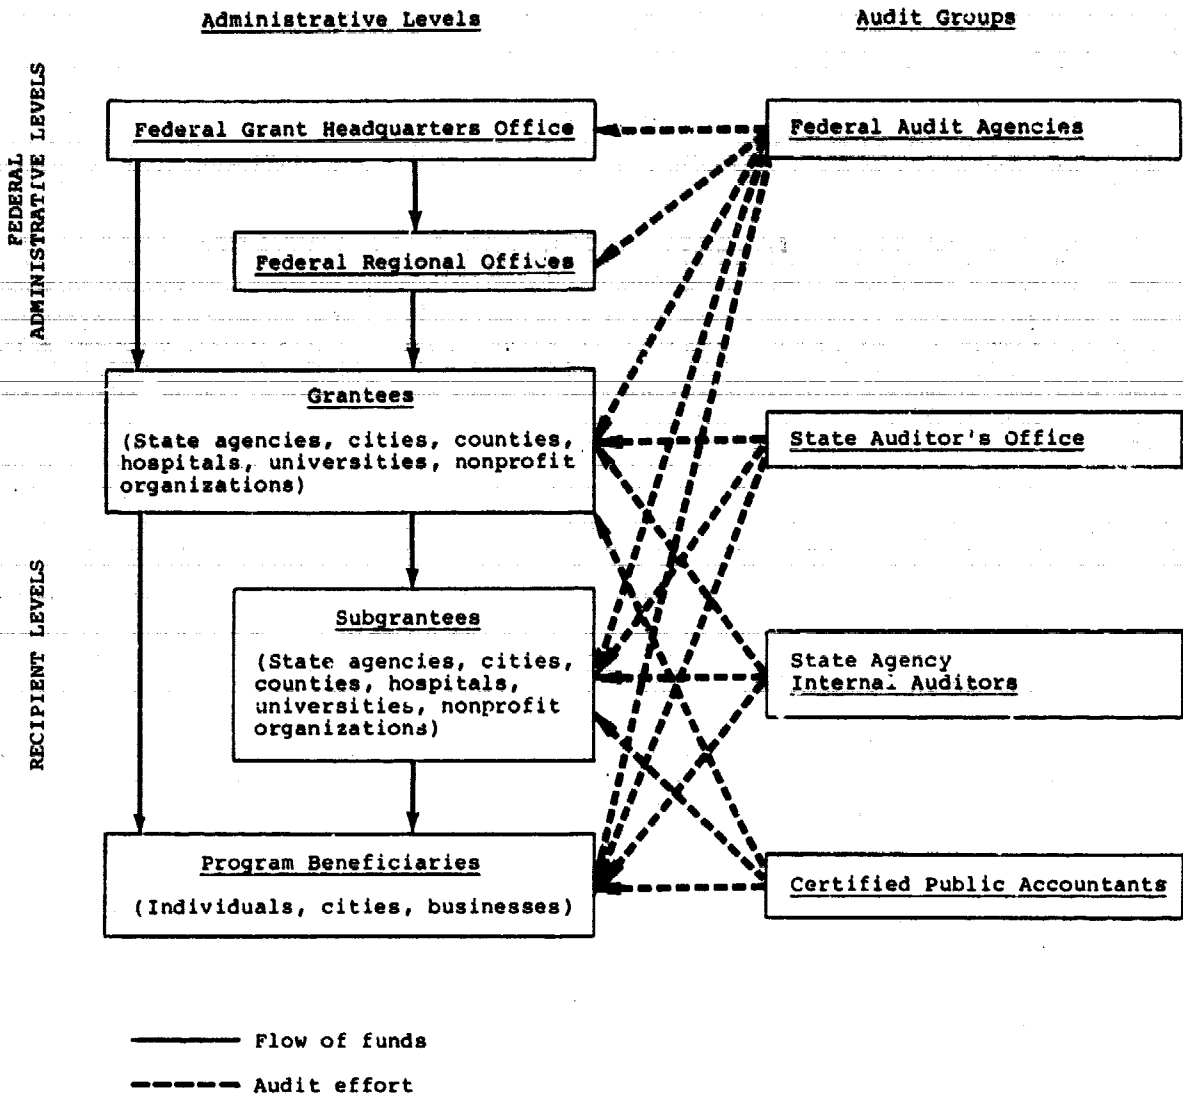 Administrative Levels
Audit Groups
FEDERAL
ADMINISTRATIVE LEVELS
Federal Grant Headquarters Office
Federal Audit Agencies
Federal Regional Offices
Grantees
(State agencies, cities, counties,
hospitals, universities, nonprofit
organizations)
State Auditor's Office
RECIPIENT LEVELS
Subgrantees
(State agencies, cities,
counties, hospitals,
universities, nonprofit
organizations)
State Agency
Internal Auditors
Program Beneficiaries
(Individuals, cities, businesses)
Certified Public Accountants
Flow of funds
Audit effort